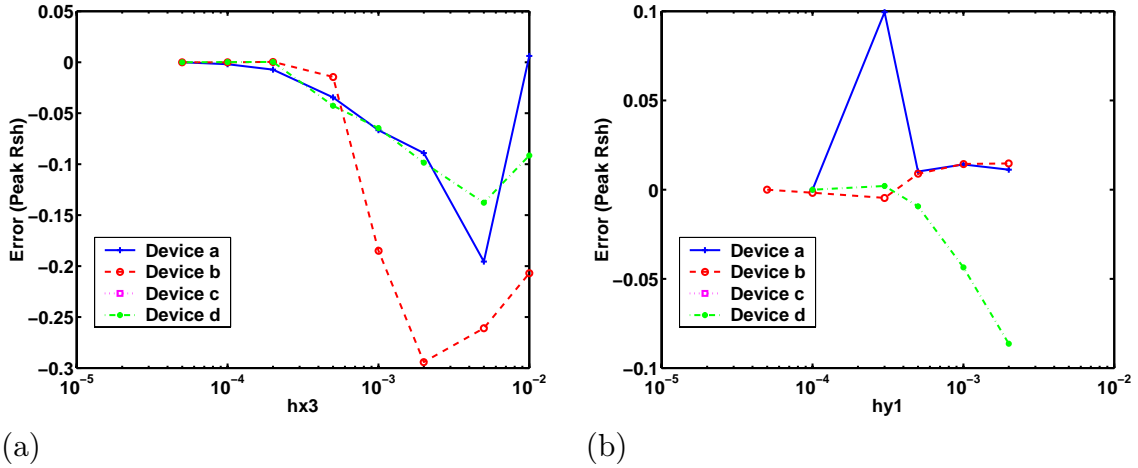 0.05
0
−0.05
−0.1
−0.15
−0.2
−0.25
−0.3
Error (Peak Rsh)
Device a
Device b
Device c
Device d
10−5
10−4
10−3
10−2
hx3
(a)
0.1
0.05
0
−0.05
−0.1
Error (Peak Rsh)
Device a
Device b
Device c
Device d
10−5
10−4
10−3
10−2
hy1
(b)